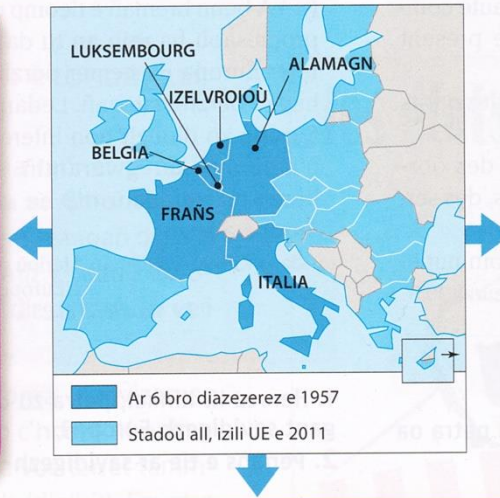 LUKSEMBOURG
ALAMAGN
IZELVROIOÙ
BELGIA
FRAÑS
ITALIA
Ar 6 bro diazezerez e 1957
Stadoù all, izili UE e 2011